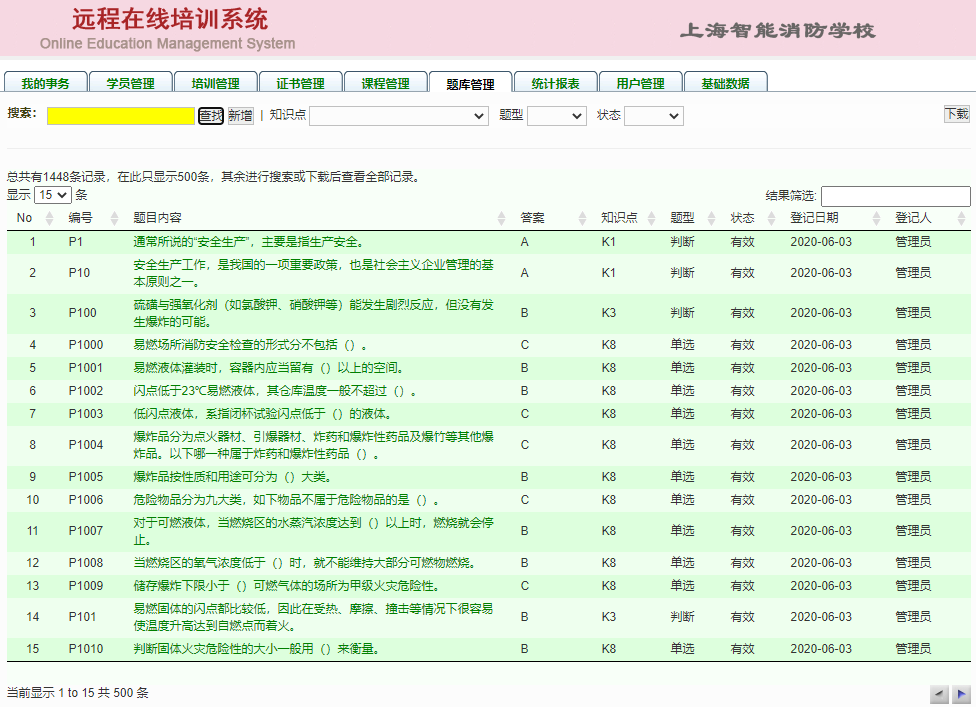 远程在线培训系统
Online Education Management System
上海智能消防学校
我的事务 学员管理 培训管理 证书管理 课程管理 题库管理 统计报表 用户管理 基础数据
搜索: 查找 新增 | 知识点 题型 状态 下载
总共有1448条记录，在此只显示500条，其余进行搜索或下载后查看全部记录。
显示 15 条
结果筛选:
No 编号 题目内容 答案 知识点 题型 状态 登记日期 登记人
1 P1 通常所说的“安全生产”，主要是指生产安全。 A K1 判断 有效 2020-06-03 管理员
2 P10 安全生产工作，是我国的一项重要政策，也是社会主义企业管理的基 A K1 判断 有效 2020-06-03 管理员
本原则之一。
3 P100 硫磺与强氧化剂（如氯酸钾、硝酸钾等）能发生剧烈反应，但没有发 B K3 判断 有效 2020-06-03 管理员
生爆炸的可能。
4 P1000 易燃场所消防安全检查的形式分不包括（）。 C K8 单选 有效 2020-06-03 管理员
5 P1001 易燃液体灌装时，容器内应当留有（）以上的空间。 B K8 单选 有效 2020-06-03 管理员
6 P1002 闪点低于23℃易燃液体，其仓库温度一般不超过（）。 B K8 单选 有效 2020-06-03 管理员
7 P1003 低闪点液体，系指闭杯试验闪点低于（）的液体。 C K8 单选 有效 2020-06-03 管理员
8 P1004 爆炸品分为点火器材、引爆器材、炸药和爆炸性药品及爆竹等其他爆 C K8 单选 有效 2020-06-03 管理员
炸品。以下哪一种属于炸药和爆炸性药品（）。
9 P1005 爆炸品按性质和用途可分为（）大类。 B K8 单选 有效 2020-06-03 管理员
10 P1006 危险物品分为九大类，如下物品不属于危险物品的是（）。 C K8 单选 有效 2020-06-03 管理员
11 P1007 对于可燃液体，当燃烧区的水蒸汽浓度达到（）以上时，燃烧就会停 B K8 单选 有效 2020-06-03 管理员
止。
12 P1008 当燃烧区的氧气浓度低于（）时，就不能维持大部分可燃物燃烧。 B K8 单选 有效 2020-06-03 管理员
13 P1009 储存爆炸下限小于（）可燃气体的场所为甲级火灾危险性。 C K8 单选 有效 2020-06-03 管理员
14 P101 易燃固体的闪点都比较低，因此在受热、摩擦、撞击等情况下很容易 B K3 判断 有效 2020-06-03 管理员
使温度升高达到自燃点而着火。
15 P1010 判断固体火灾危险性的大小一般用（）来衡量。 B K8 单选 有效 2020-06-03 管理员
当前显示 1 to 15 共 500 条